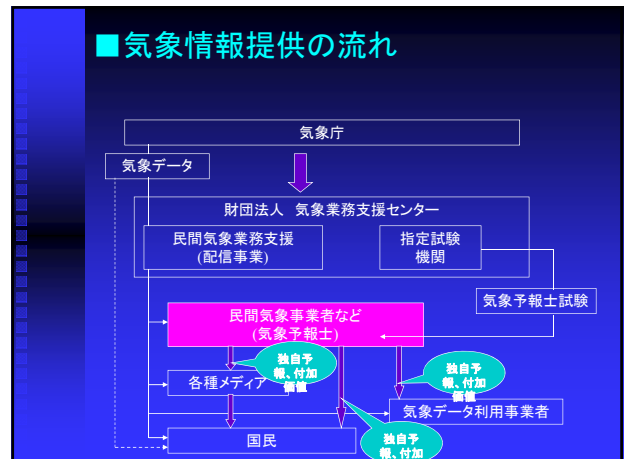 ■気象情報提供の流れ
気象庁
気象データ
財団法人 気象業務支援センター
民間気象業務支援
(配信事業)
指定試験
機関
気象予報士試験
民間気象事業者など
(気象予報士)
独自予
報、付加
価値
独自予
報、付加
価値
各種メディア
気象データ利用事業者
国民
独自予
報、付加